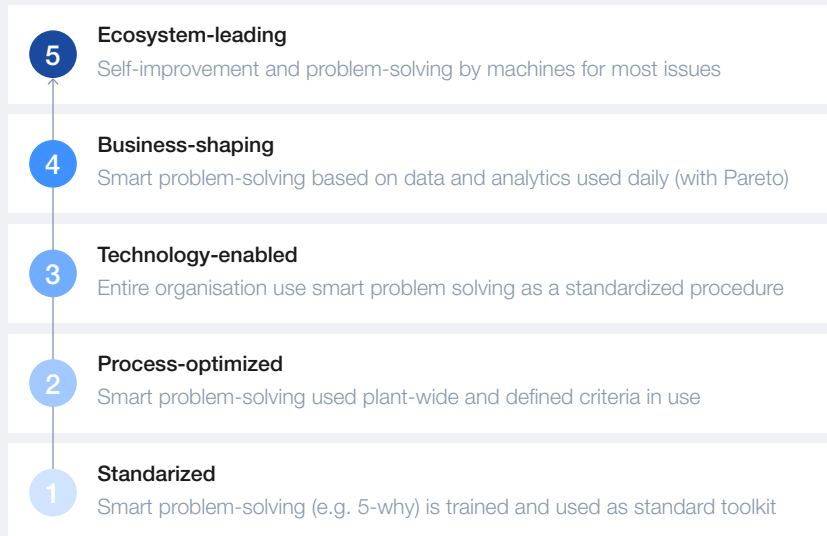 5
Ecosystem-leading
Self-improvement and problem-solving by machines for most issues
4
Business-shaping
Smart problem-solving based on data and analytics used daily (with Pareto)
3
Technology-enabled
Entire organisation use smart problem solving as a standardized procedure
2
Process-optimized
Smart problem-solving used plant-wide and defined criteria in use
1
Standarized
Smart problem-solving (e.g. 5-why) is trained and used as standard toolkit